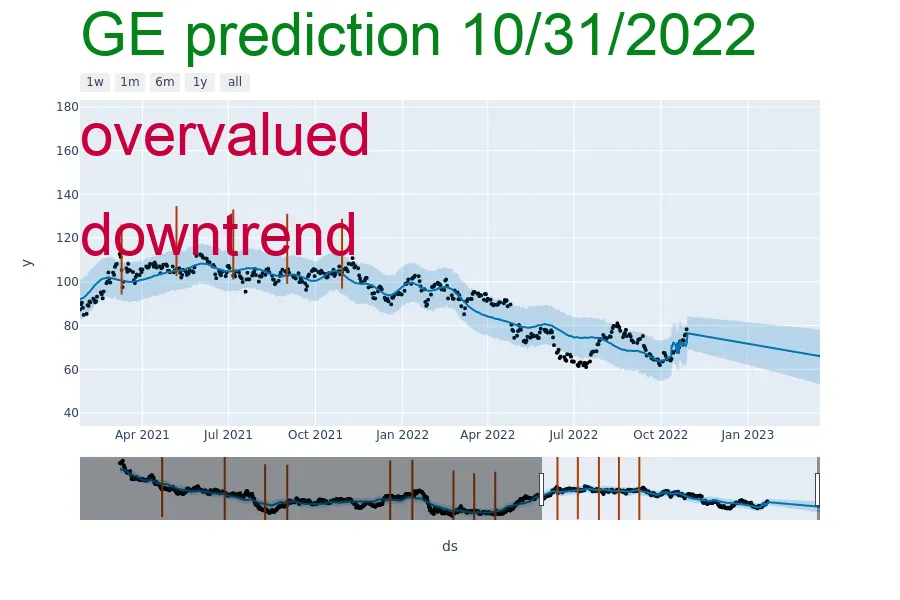 GE prediction 10/31/2022
1w 1m 6m 1y all
overvalued
downtrend
y
180
160
140
120
100
80
60
40
Apr 2021 Jul 2021 Oct 2021 Jan 2022 Apr 2022 Jul 2022 Oct 2022 Jan 2023
ds